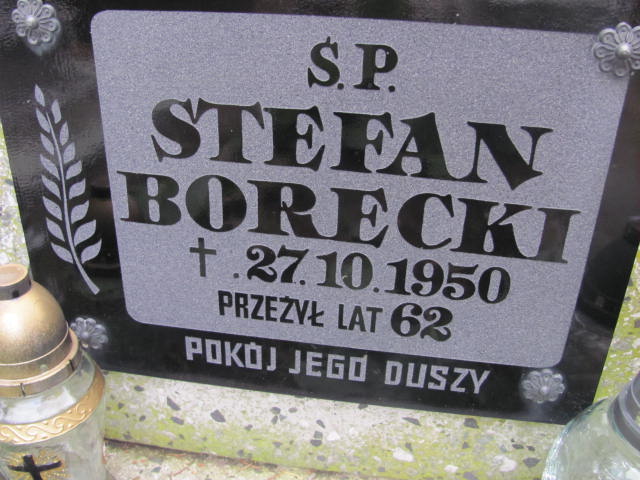 Ś.P.
STEFAN
BORECKI
† .27.10.1950
PRZEŻYŁ LAT 62
POKÓJ JEGO DUSZY